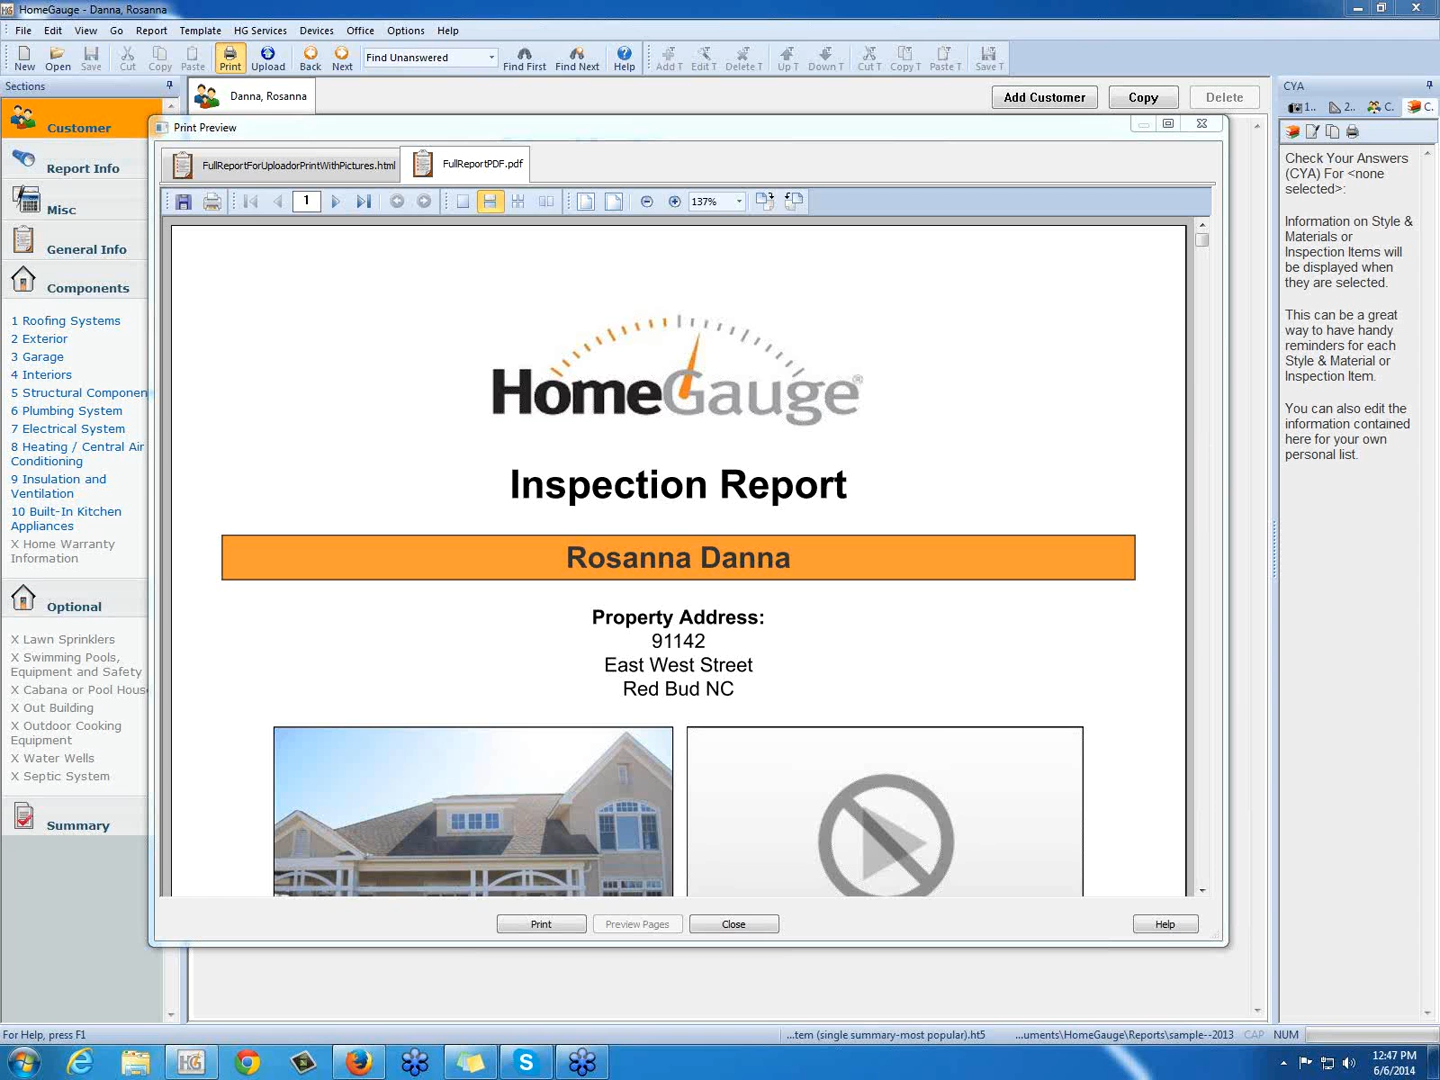 HomeGauge - Danna, Rosanna
File Edit View Go Report Template HG Services Devices Office Options Help
New Open Save Cut Copy Paste Print Upload Back Next Find Unanswered Find First Find Next Help Add T Edit T Delete T Up T Down T Cut T Copy T Paste T Save T
Sections
Customer
Report Info
Misc
General Info
Components
1 Roofing Systems
2 Exterior
3 Garage
4 Interiors
5 Structural Componen
6 Plumbing System
7 Electrical System
8 Heating / Central Air
Conditioning
9 Insulation and
Ventilation
10 Built-In Kitchen
Appliances
X Home Warranty
Information
Optional
X Lawn Sprinklers
X Swimming Pools,
Equipment and Safety
X Cabana or Pool Hous
X Out Building
X Outdoor Cooking
Equipment
X Water Wells
X Septic System
Summary
Danna, Rosanna
Add Customer Copy Delete
Print Preview
FullReportForUploadorPrintWithPictures.html
FullReportPDF.pdf
1
137%
HomeGauge®
Inspection Report
Rosanna Danna
Property Address:
91142
East West Street
Red Bud NC
Print Preview Pages Close Help
CYA
1.. 2.. C. C.
Check Your Answers
(CYA) For <none
selected>:
Information on Style &
Materials or
Inspection Items will
be displayed when
they are selected.
This can be a great
way to have handy
reminders for each
Style & Material or
Inspection Item.
You can also edit the
information contained
here for your own
personal list.
For Help, press F1
...tem (single summary-most popular).ht5
...uments\HomeGauge\Reports\sample--2013
CAP NUM
HG
S
12:47 PM
6/6/2014